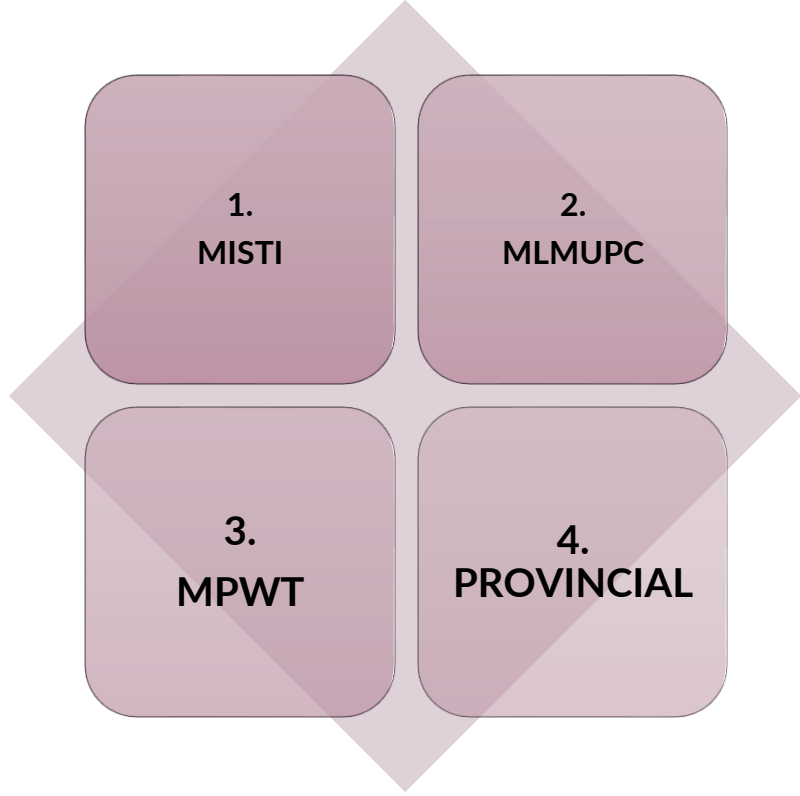 1.
MISTI
2.
MLMUPC
3.
MPWT
4.
PROVINCIAL